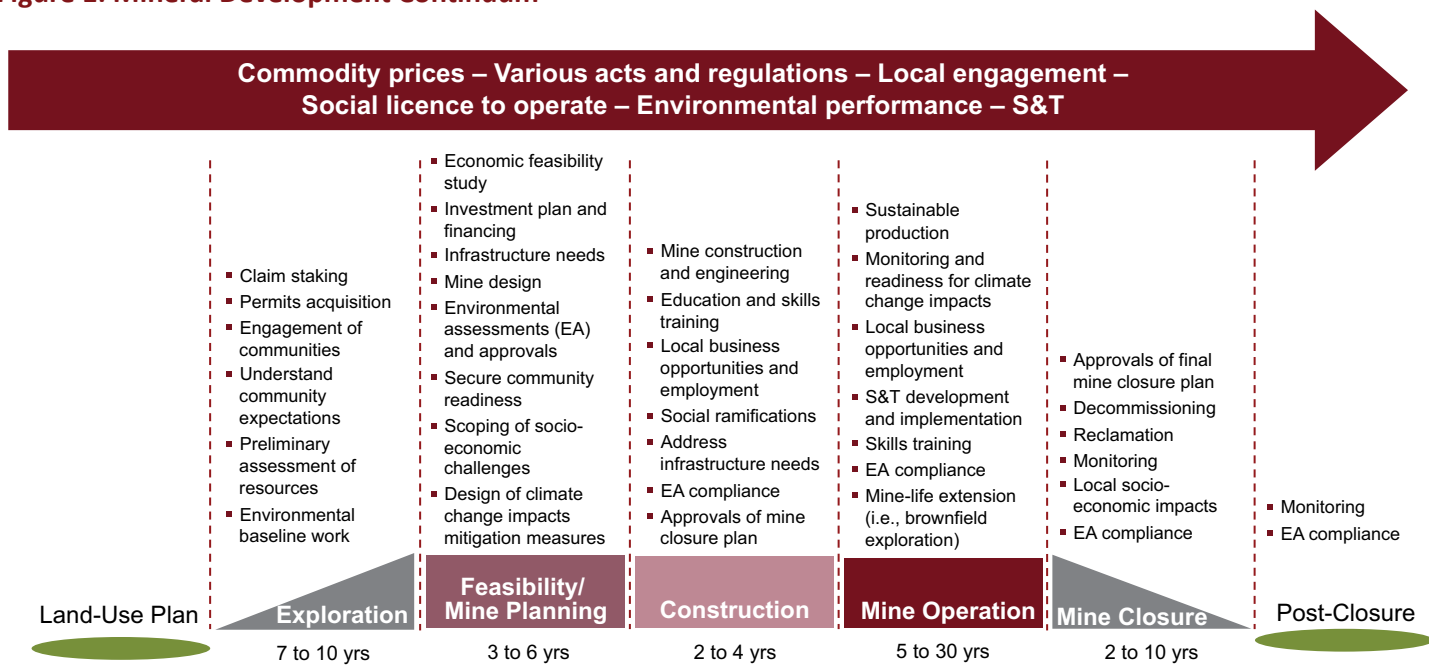 Figure 1: Mineral Development Continuum
Commodity prices – Various acts and regulations – Local engagement –
Social licence to operate – Environmental performance – S&T
▪ Claim staking
▪ Permits acquisition
▪ Engagement of
communities
▪ Understand
community
expectations
▪ Preliminary
assessment of
resources
▪ Environmental
baseline work
▪ Economic feasibility
study
▪ Investment plan and
financing
▪ Infrastructure needs
▪ Mine design
▪ Environmental
assessments (EA)
and approvals
▪ Secure community
readiness
▪ Scoping of socio-
economic
challenges
▪ Design of climate
change impacts
mitigation measures
▪ Mine construction
and engineering
▪ Education and skills
training
▪ Local business
opportunities and
employment
▪ Social ramifications
▪ Address
infrastructure needs
▪ EA compliance
▪ Approvals of mine
closure plan
▪ Sustainable
production
▪ Monitoring and
readiness for climate
change impacts
▪ Local business
opportunities and
employment
▪ S&T development
and implementation
▪ Skills training
▪ EA compliance
▪ Mine-life extension
(i.e., brownfield
exploration)
▪ Approvals of final
mine closure plan
▪ Decommissioning
▪ Reclamation
▪ Monitoring
▪ Local socio-
economic impacts
▪ EA compliance
▪ Monitoring
▪ EA compliance
Land-Use Plan
Exploration
Feasibility/
Mine Planning
Construction
Mine Operation
Mine Closure
Post-Closure
7 to 10 yrs
3 to 6 yrs
2 to 4 yrs
5 to 30 yrs
2 to 10 yrs